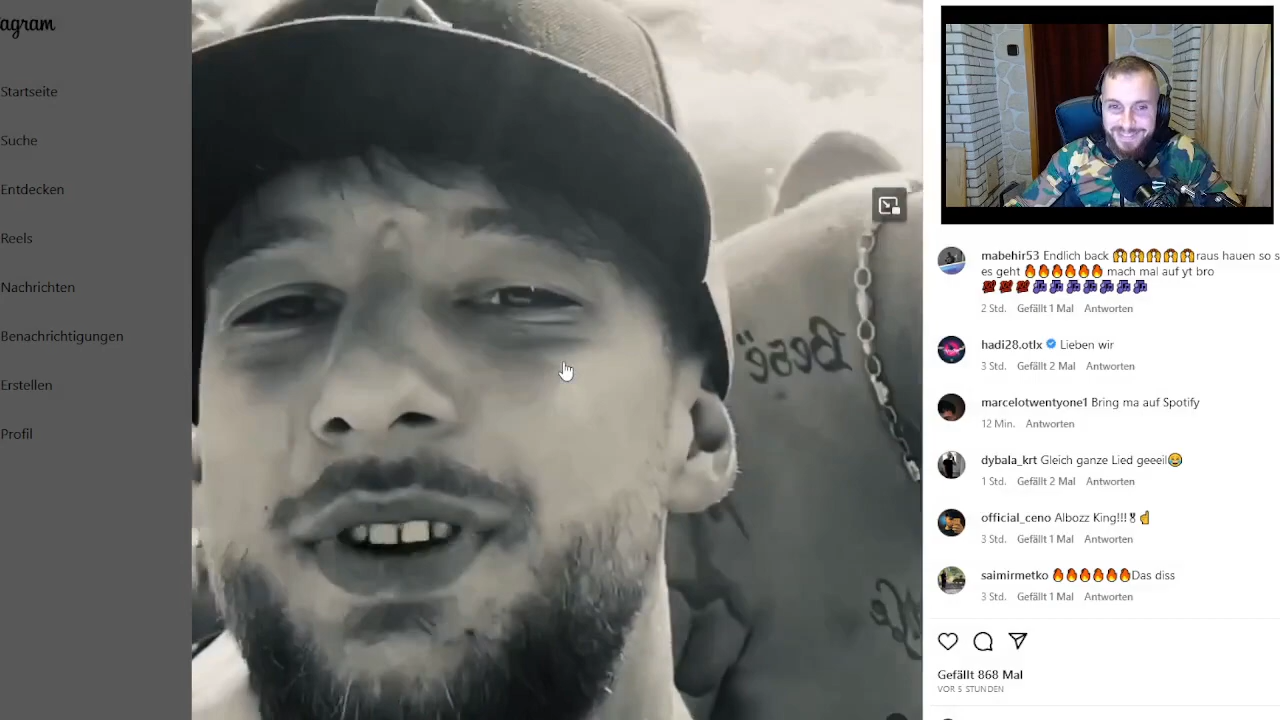 agram
Startseite
Suche
Entdecken
Reels
Nachrichten
Benachrichtigungen
Erstellen
Profil
Besë
mabehir53 Endlich back 🙌🙌🙌🙌🙌raus hauen so s
es geht 🔥🔥🔥🔥🔥🔥 mach mal auf yt bro
💯💯💯🎶🎶🎶🎶🎶🎶🎶
2 Std. Gefällt 1 Mal Antworten
hadi28.otlx Lieben wir
3 Std. Gefällt 2 Mal Antworten
marcelotwentyone1 Bring ma auf Spotify
12 Min. Antworten
dybala_krt Gleich ganze Lied geeeil😂
1 Std. Gefällt 2 Mal Antworten
official_ceno Albozz King!!!🎖☝
3 Std. Gefällt 1 Mal Antworten
saimirmetko 🔥🔥🔥🔥🔥🔥Das diss
3 Std. Gefällt 1 Mal Antworten
Gefällt 868 Mal
VOR 5 STUNDEN